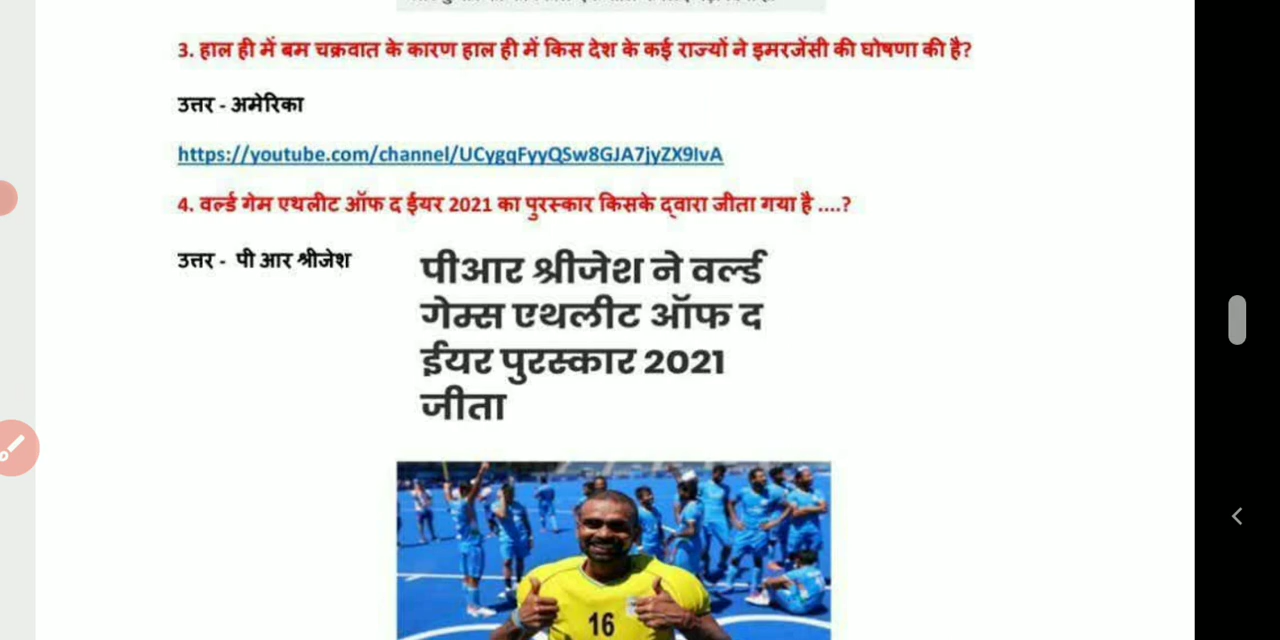 3. हाल ही में बम चक्रवात के कारण हाल ही में किस देश के कई राज्यों ने इमरजेंसी की घोषणा की है?
उत्तर - अमेरिका
https://youtube.com/channel/UCygqFyyQSw8GJA7jyZX9IvA
4. वर्ल्ड गेम एथलीट ऑफ द ईयर 2021 का पुरस्कार किसके द्वारा जीता गया है ....?
उत्तर - पी आर श्रीजेश
पीआर श्रीजेश ने वर्ल्ड
गेम्स एथलीट ऑफ द
ईयर पुरस्कार 2021
जीता
16